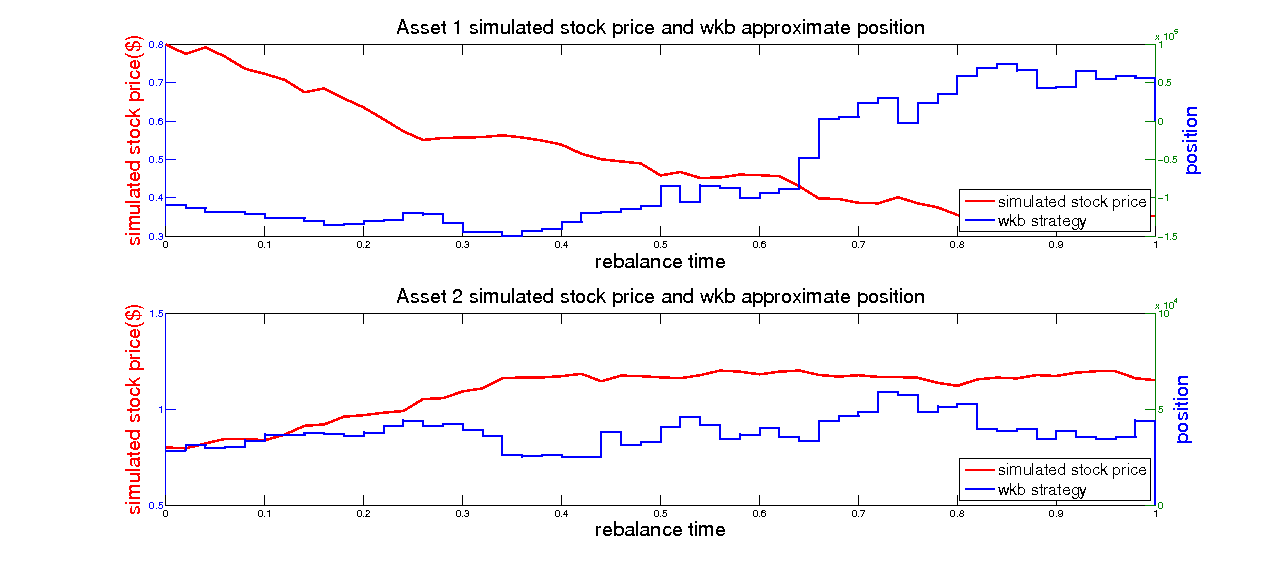 Asset 1 simulated stock price and wkb approximate position
x 10^5
simulated stock price($)
0.8
0.7
0.6
0.5
0.4
0.3
1
0.5
0
-0.5
-1
-1.5
position
simulated stock price
wkb strategy
0 0.1 0.2 0.3 0.4 0.5 0.6 0.7 0.8 0.9 1
rebalance time
Asset 2 simulated stock price and wkb approximate position
x 10^4
simulated stock price($)
1.5
1
0.5
10
5
0
position
simulated stock price
wkb strategy
0 0.1 0.2 0.3 0.4 0.5 0.6 0.7 0.8 0.9 1
rebalance time